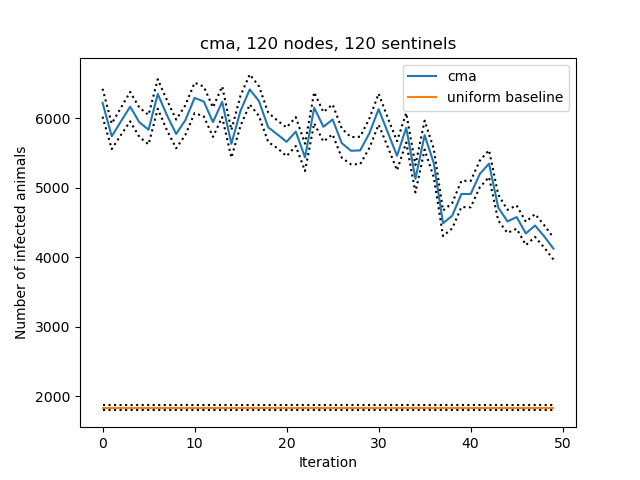 cma, 120 nodes, 120 sentinels
cma
uniform baseline
Number of infected animals
6000
5000
4000
3000
2000
0 10 20 30 40 50
Iteration